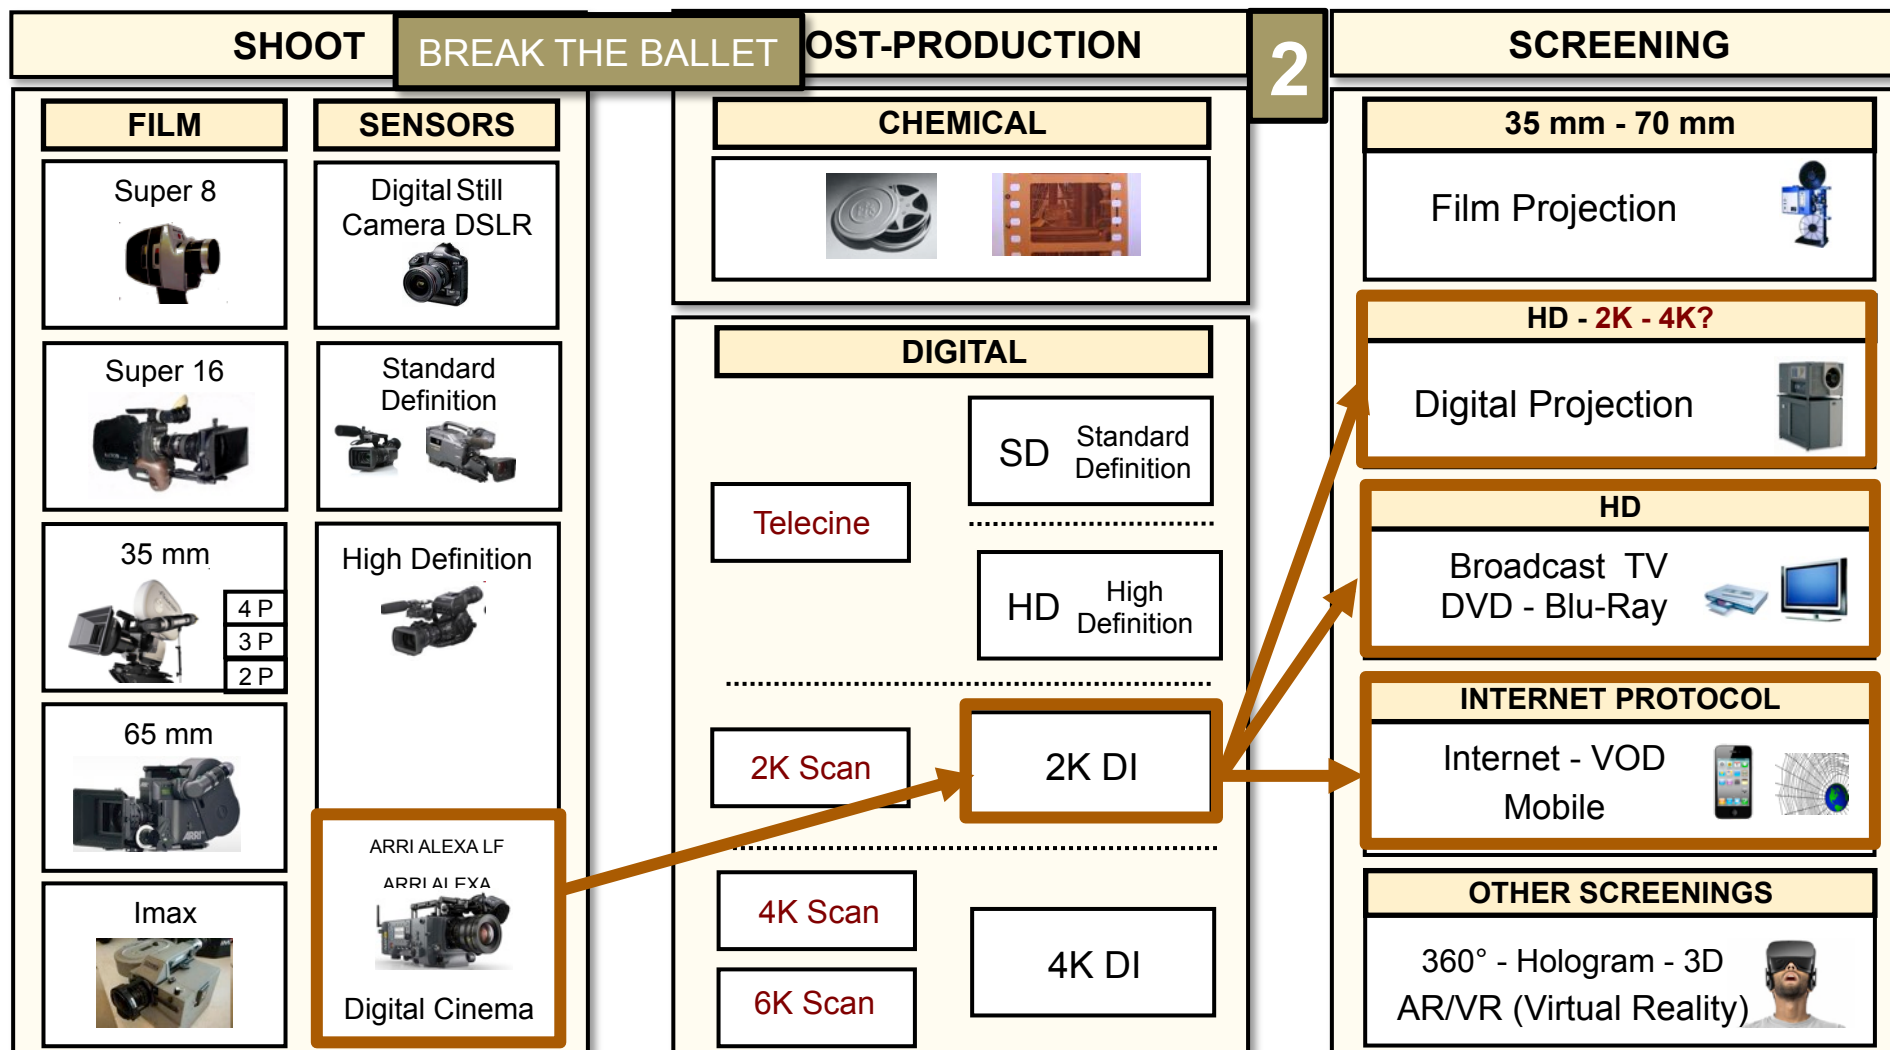 SHOOT
BREAK THE BALLET
OST-PRODUCTION
2
SCREENING
FILM
Super 8
Super 16
35 mm
4 P
3 P
2 P
65 mm
ARRI
Imax
SENSORS
Digital Still
Camera DSLR
Standard
Definition
High Definition
ARRI ALEXA LF
ARRI ALEXA
Digital Cinema
CHEMICAL
DIGITAL
SD
Standard
Definition
Telecine
HD
High
Definition
2K Scan
2K DI
4K Scan
6K Scan
4K DI
35 mm - 70 mm
Film Projection
HD - 2K - 4K?
Digital Projection
HD
Broadcast TV
DVD - Blu-Ray
INTERNET PROTOCOL
Internet - VOD
Mobile
OTHER SCREENINGS
360° - Hologram - 3D
AR/VR (Virtual Reality)